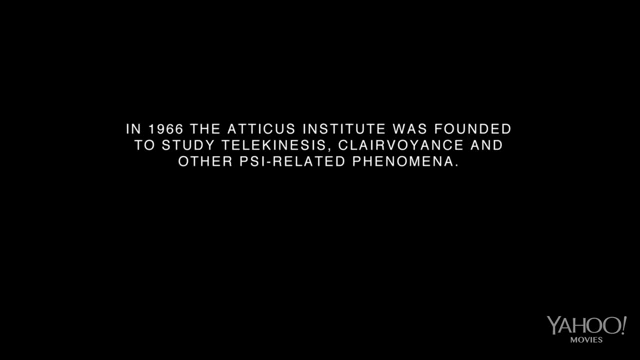 IN 1966 THE ATTICUS INSTITUTE WAS FOUNDED
TO STUDY TELEKINESIS, CLAIRVOYANCE AND
OTHER PSI-RELATED PHENOMENA.
YAHOO!
MOVIES